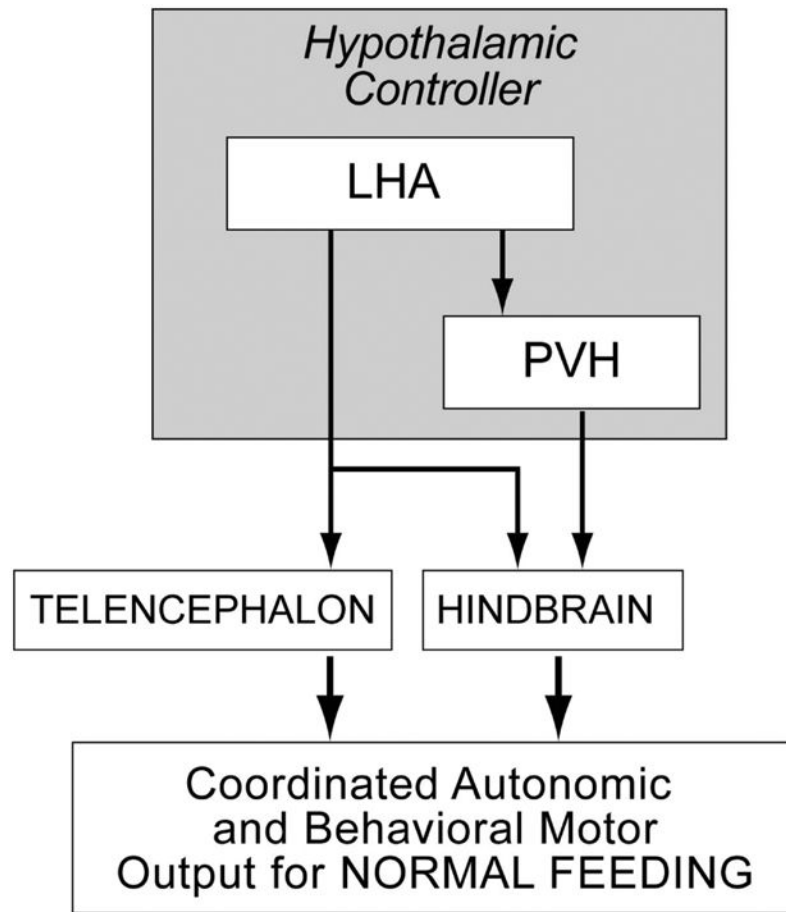 Hypothalamic
Controller
LHA
PVH
TELENCEPHALON
HINDBRAIN
Coordinated Autonomic
and Behavioral Motor
Output for NORMAL FEEDING